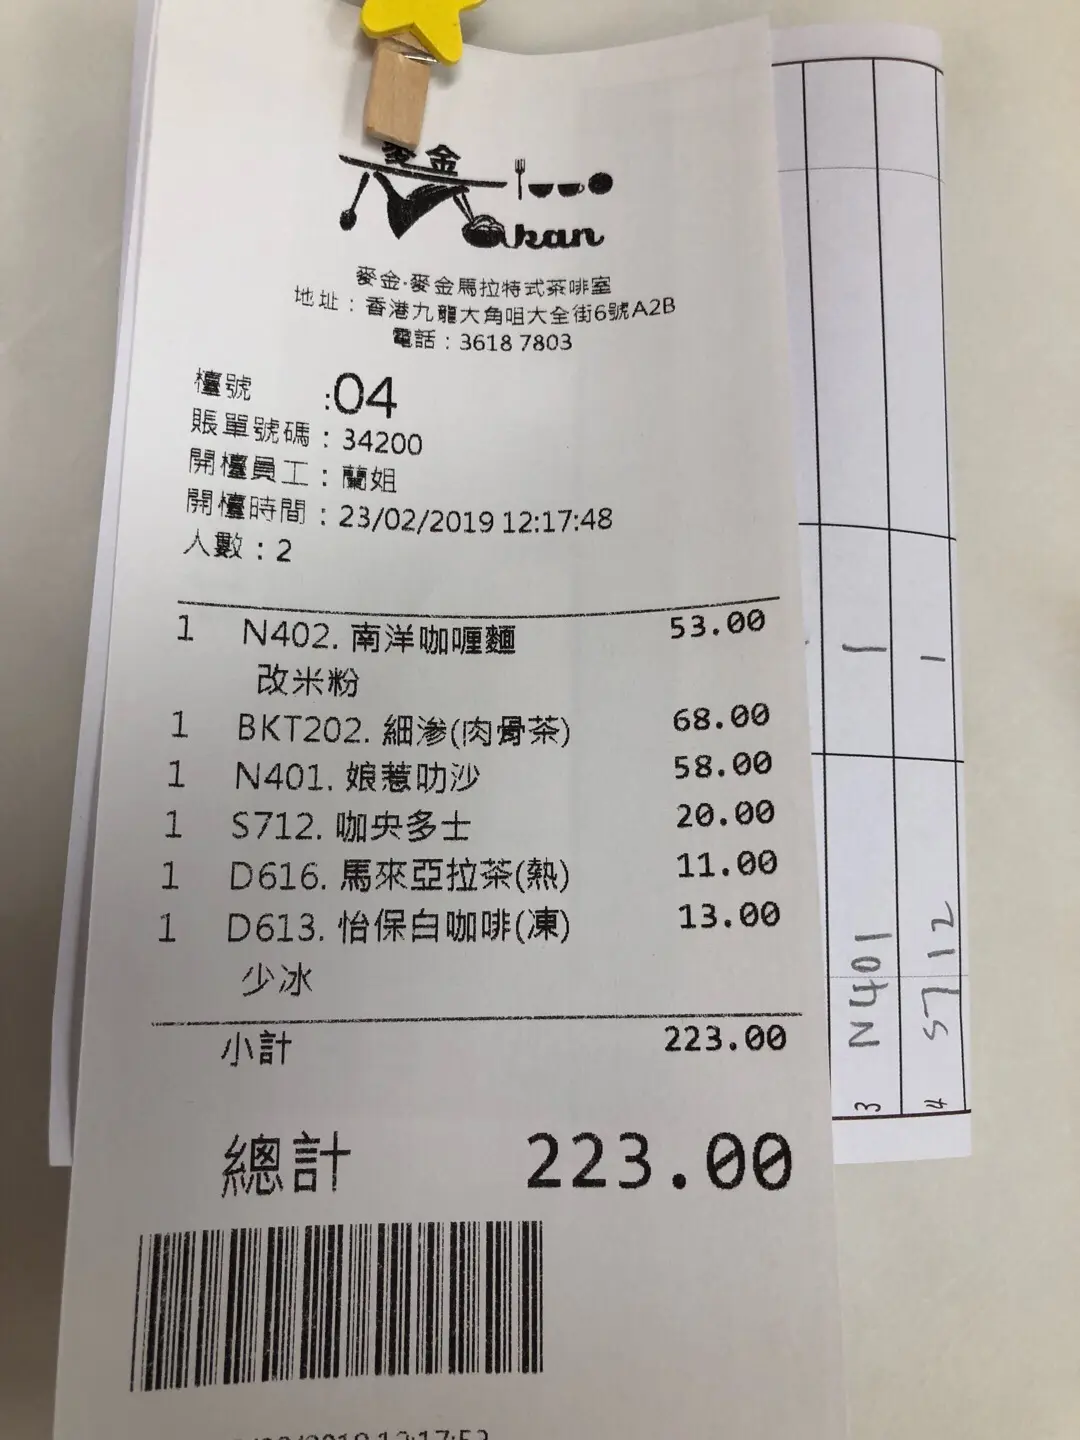 麥金
Makan
麥金·麥金馬拉特式茶啡室
地址：香港九龍大角咀大全街6號A2B
電話：3618 7803
檯號 :04
賬單號碼：34200
開檯員工：蘭姐
開檯時間：23/02/2019 12:17:48
人數：2
1 N402. 南洋咖喱麵 53.00
改米粉
1 BKT202. 細滲(肉骨茶) 68.00
1 N401. 娘惹叻沙 58.00
1 S712. 咖央多士 20.00
1 D616. 馬來亞拉茶(熱) 11.00
1 D613. 怡保白咖啡(凍) 13.00
少冰
小計 223.00
總計 223.00
3 N401 1
4 S712 1